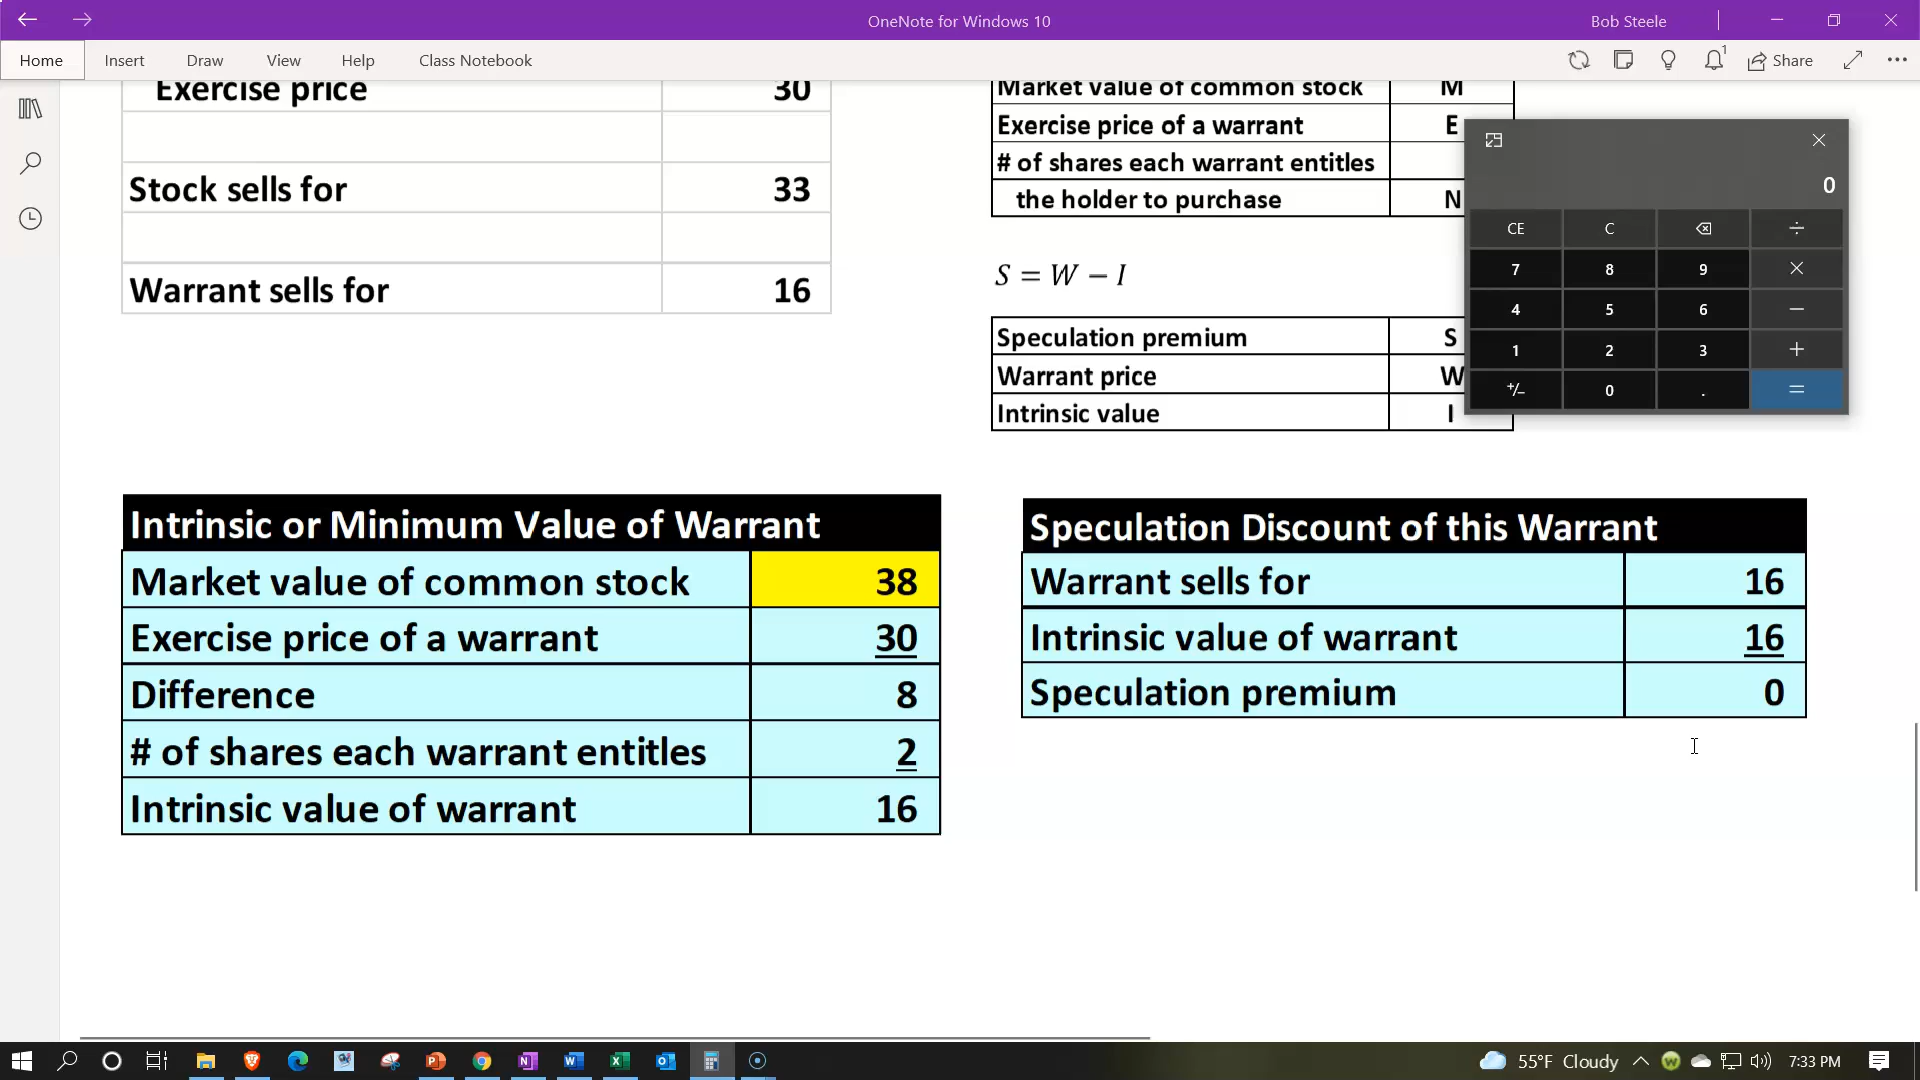 OneNote for Windows 10
Bob Steele
Home Insert Draw View Help Class Notebook
1
Share
Exercise price 30
Stock sells for 33
Warrant sells for 16
Market value of common stock M
Exercise price of a warrant E
# of shares each warrant entitles
the holder to purchase N
S = W − I
Speculation premium S
Warrant price W
Intrinsic value I
0
CE C ÷
7 8 9 ×
4 5 6 −
1 2 3 +
+/− 0 . =
Intrinsic or Minimum Value of Warrant
Market value of common stock 38
Exercise price of a warrant 30
Difference 8
# of shares each warrant entitles 2
Intrinsic value of warrant 16
Speculation Discount of this Warrant
Warrant sells for 16
Intrinsic value of warrant 16
Speculation premium 0
55°F Cloudy 7:33 PM